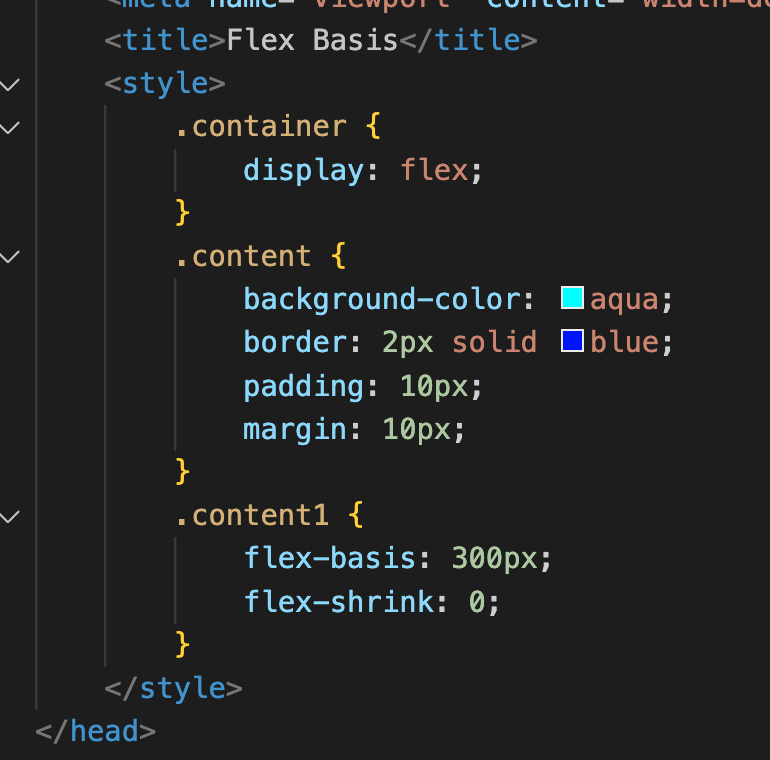 <meta name="viewport" content="width=de
<title>Flex Basis</title>
<style>
.container {
display: flex;
}
.content {
background-color: aqua;
border: 2px solid blue;
padding: 10px;
margin: 10px;
}
.content1 {
flex-basis: 300px;
flex-shrink: 0;
}
</style>
</head>